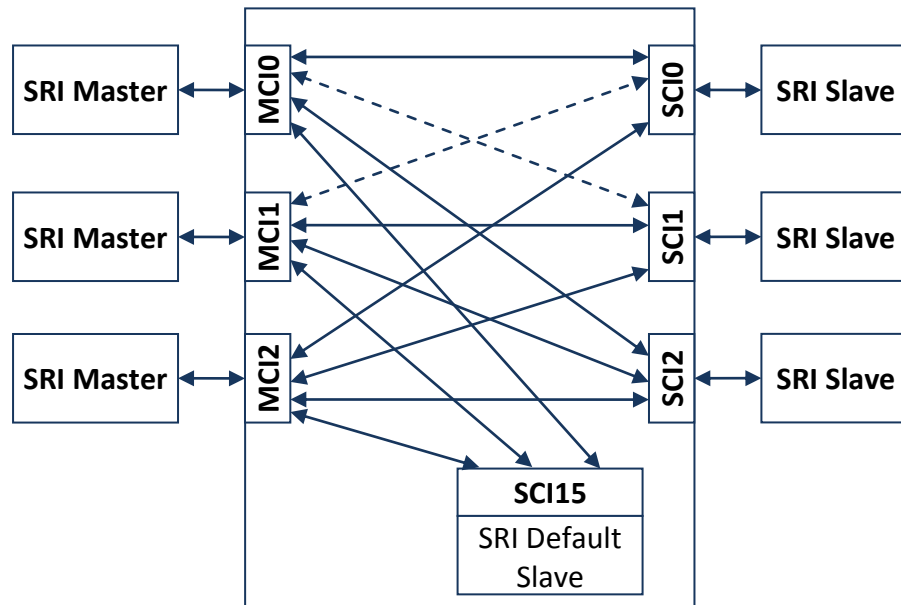 SRI Master
MCI0
SCI0
SRI Slave
SRI Master
MCI1
SCI1
SRI Slave
SRI Master
MCI2
SCI2
SRI Slave
SCI15
SRI Default
Slave